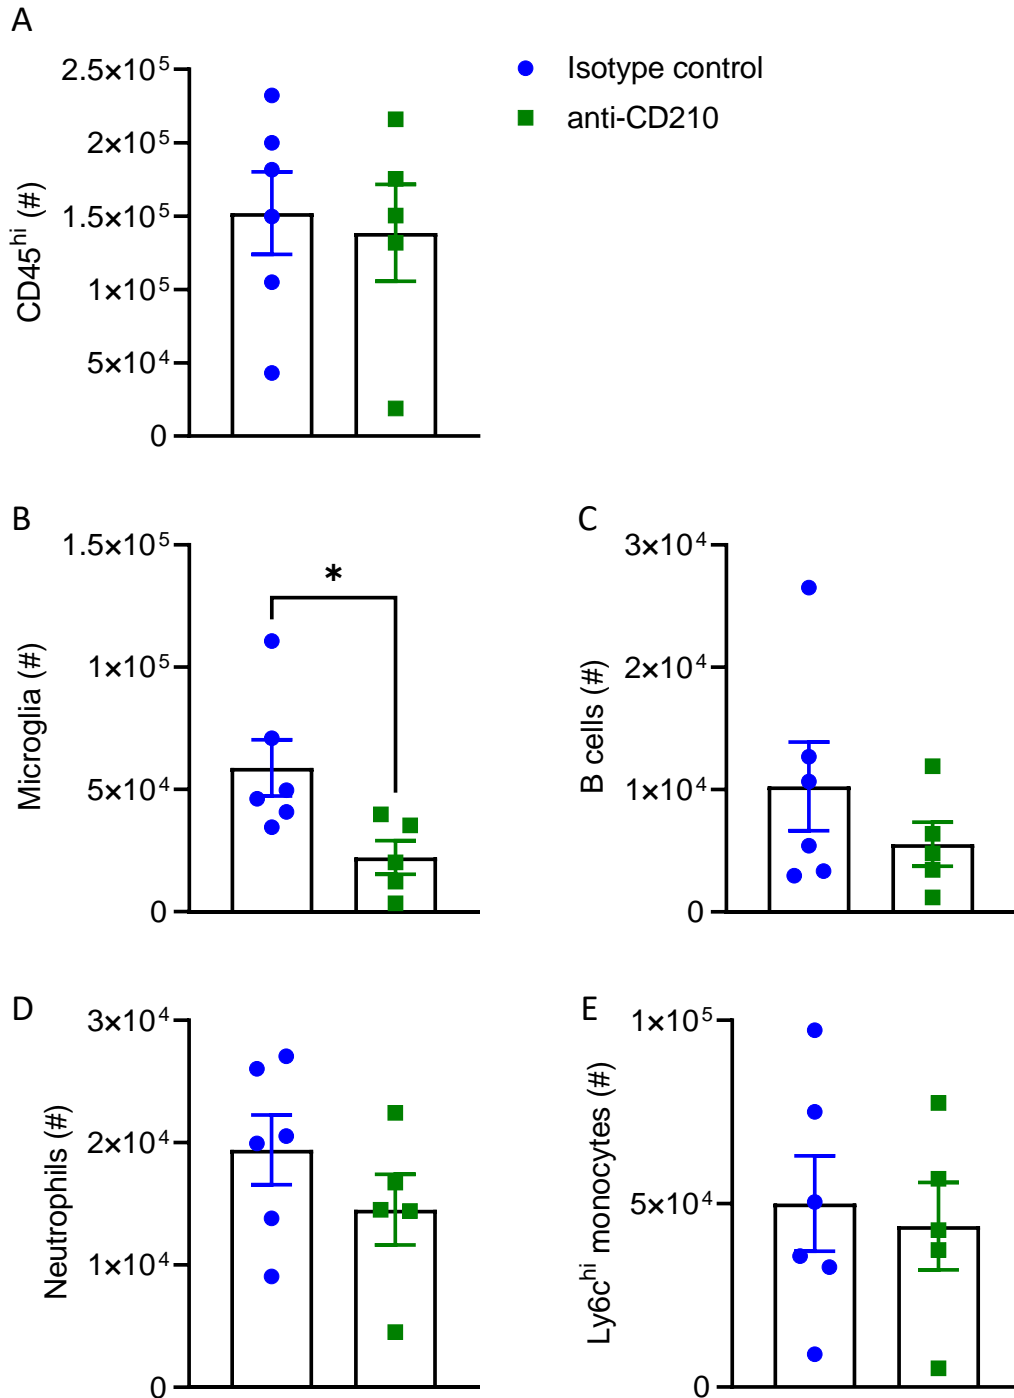 A
Isotype control
anti-CD210
2.5×10⁵
2×10⁵
1.5×10⁵
1×10⁵
5×10⁴
0
CD45ʰⁱ (#)
B
1.5×10⁵
1×10⁵
5×10⁴
0
Microglia (#)
*
C
3×10⁴
2×10⁴
1×10⁴
0
B cells (#)
D
3×10⁴
2×10⁴
1×10⁴
0
Neutrophils (#)
E
1×10⁵
5×10⁴
0
Ly6cʰⁱ monocytes (#)